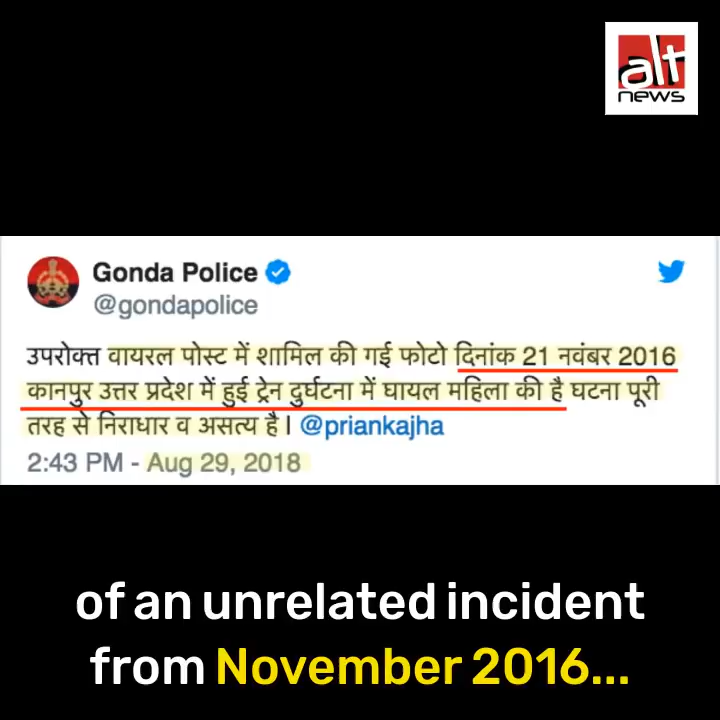 alt
news
Gonda Police
@gondapolice
उपरोक्त वायरल पोस्ट में शामिल की गई फोटो दिनांक 21 नवंबर 2016
कानपुर उत्तर प्रदेश में हुई ट्रेन दुर्घटना में घायल महिला की है घटना पूरी
तरह से निराधार व असत्य है। @priankajha
2:43 PM - Aug 29, 2018
of an unrelated incident
from November 2016...